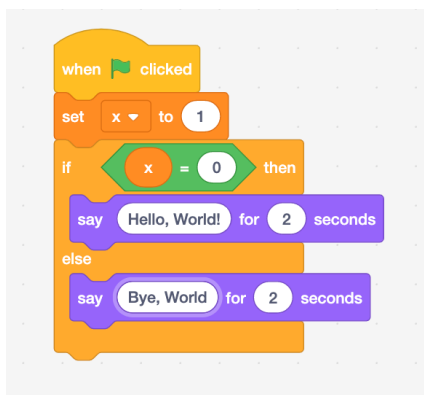 when clicked
set x to 1
if x = 0 then
say Hello, World! for 2 seconds
else
say Bye, World for 2 seconds